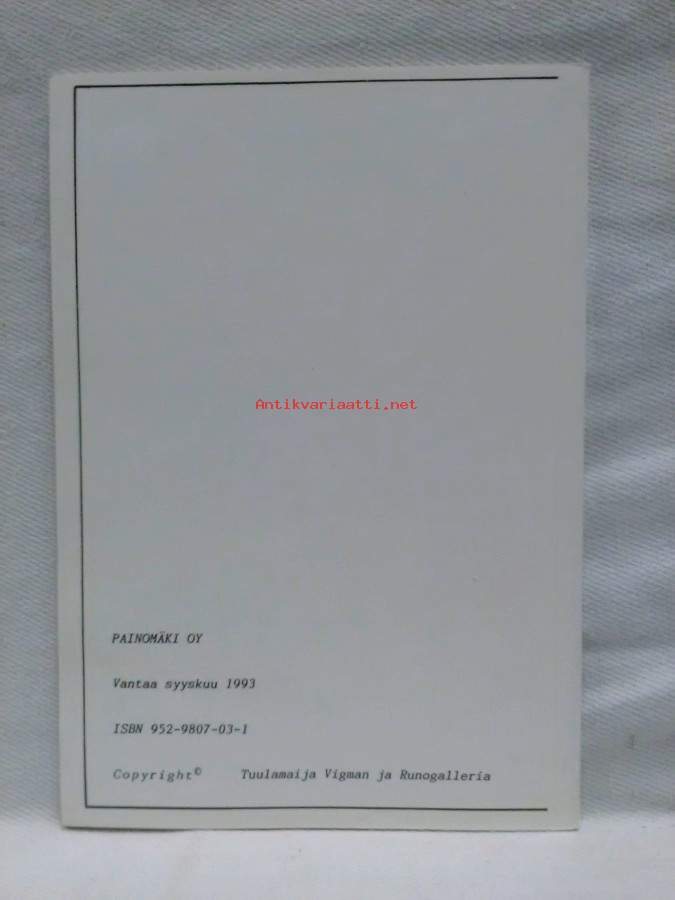 Antikvariaatti.net
PAINOMÄKI OY
Vantaa syyskuu 1993
ISBN 952-9807-03-1
Copyright© Tuulamaija Vigman ja Runogalleria